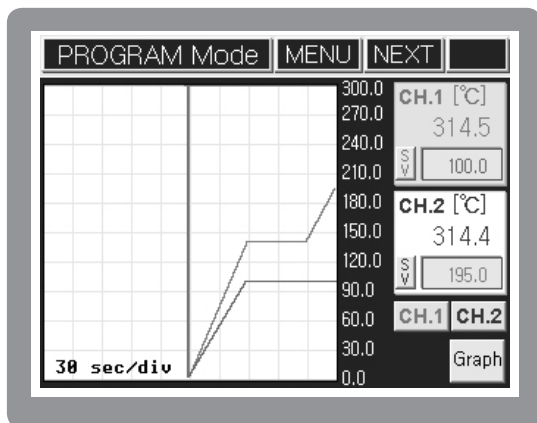 PROGRAM Mode MENU NEXT
300.0
270.0
240.0
210.0
180.0
150.0
120.0
90.0
60.0
30.0
0.0
30 sec/div
CH.1 [℃]
314.5
SV 100.0
CH.2 [℃]
314.4
SV 195.0
CH.1 CH.2
Graph